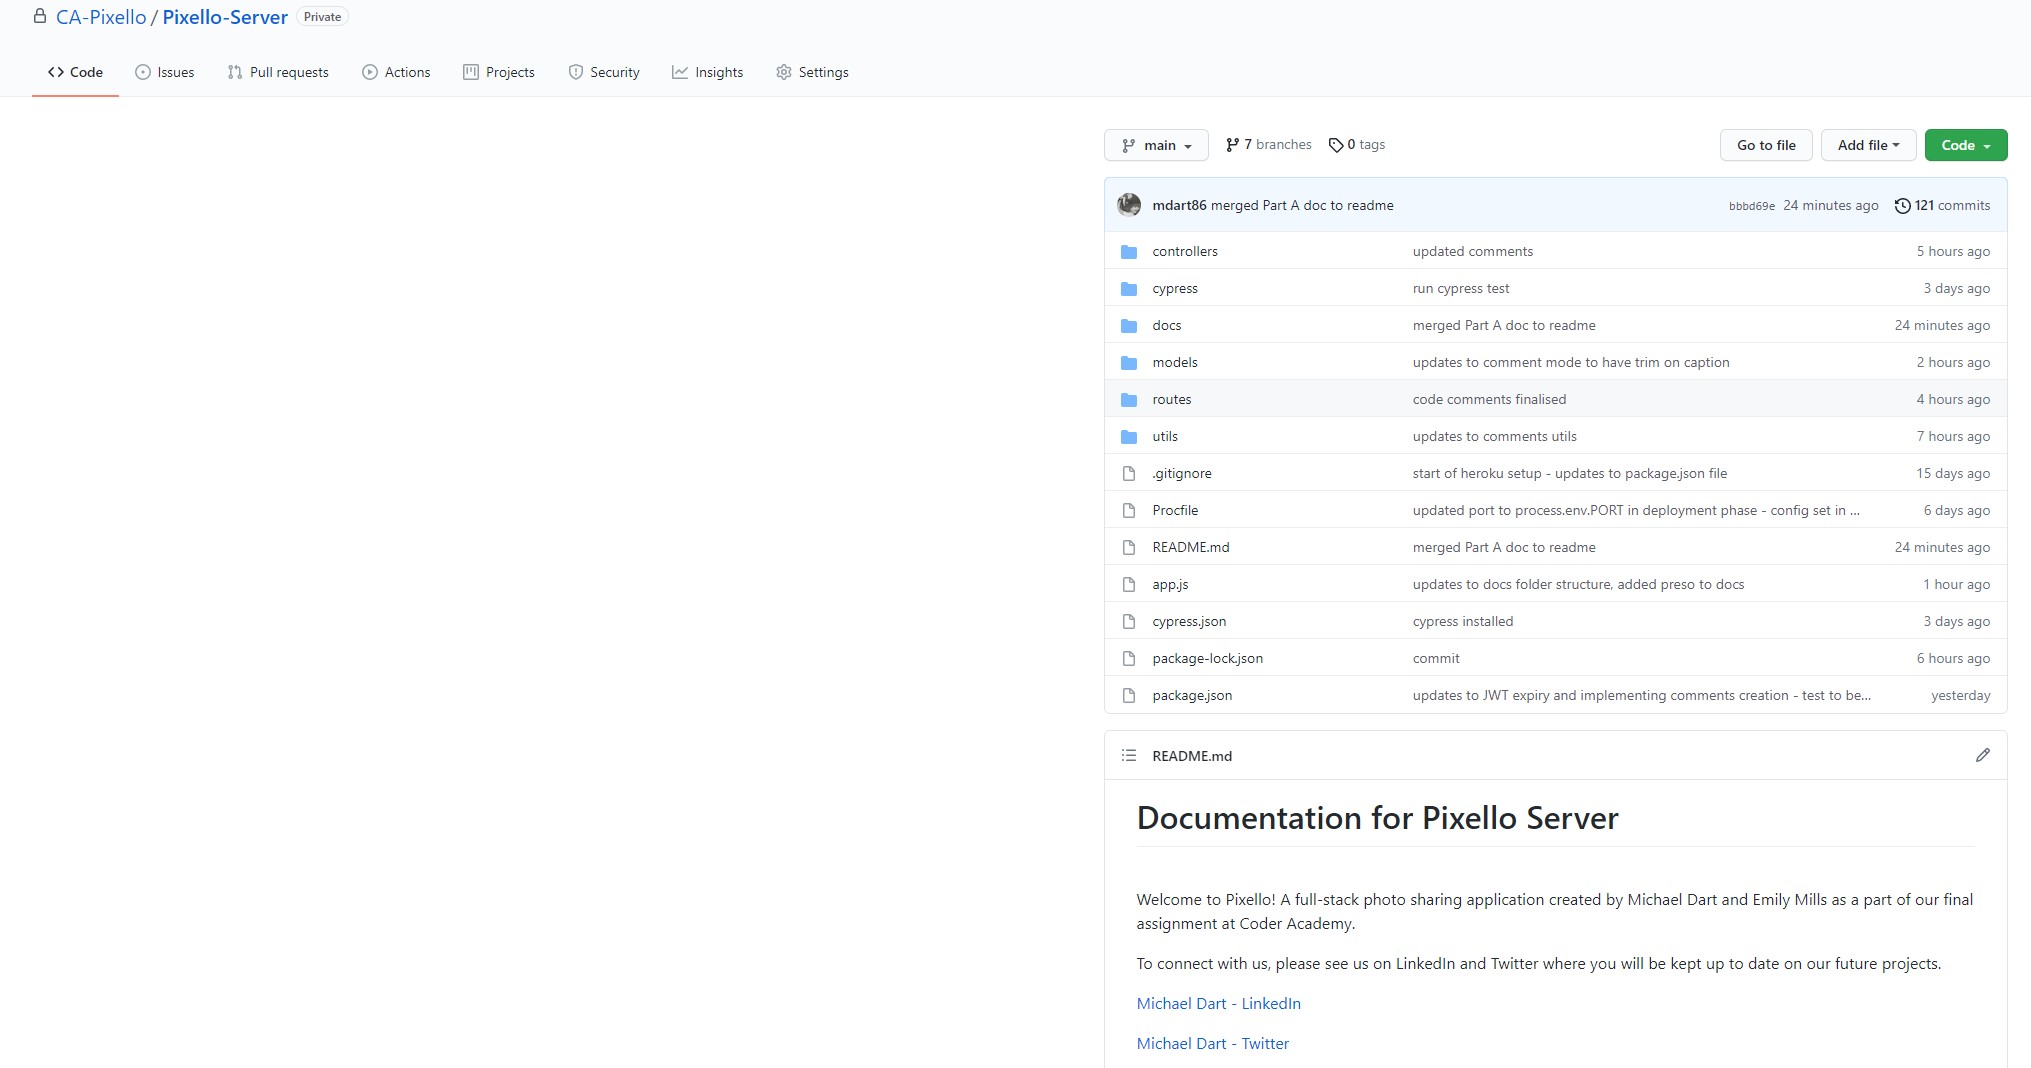 CA-Pixello / Pixello-Server Private
Code Issues Pull requests Actions Projects Security Insights Settings
main 7 branches 0 tags Go to file Add file Code
mdart86 merged Part A doc to readme bbbd69e 24 minutes ago 121 commits
controllers updated comments 5 hours ago
cypress run cypress test 3 days ago
docs merged Part A doc to readme 24 minutes ago
models updates to comment mode to have trim on caption 2 hours ago
routes code comments finalised 4 hours ago
utils updates to comments utils 7 hours ago
.gitignore start of heroku setup - updates to package.json file 15 days ago
Procfile updated port to process.env.PORT in deployment phase - config set in ... 6 days ago
README.md merged Part A doc to readme 24 minutes ago
app.js updates to docs folder structure, added preso to docs 1 hour ago
cypress.json cypress installed 3 days ago
package-lock.json commit 6 hours ago
package.json updates to JWT expiry and implementing comments creation - test to be... yesterday
README.md
Documentation for Pixello Server
Welcome to Pixello! A full-stack photo sharing application created by Michael Dart and Emily Mills as a part of our final
assignment at Coder Academy.
To connect with us, please see us on LinkedIn and Twitter where you will be kept up to date on our future projects.
Michael Dart - LinkedIn
Michael Dart - Twitter